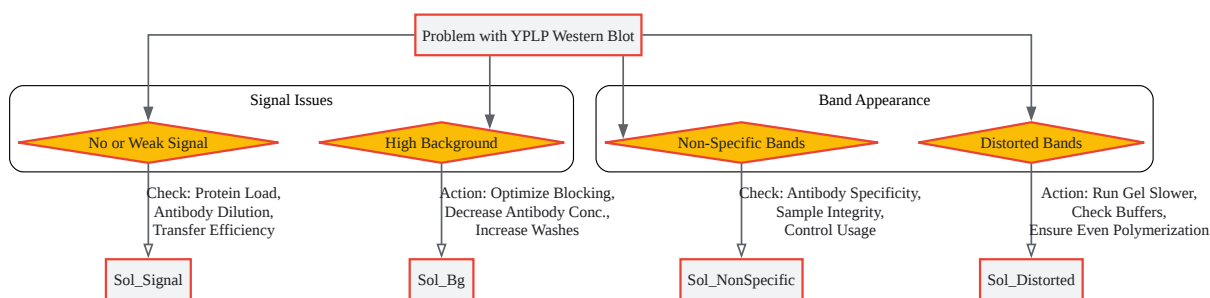 Problem with YPLP Western Blot
Signal Issues
Band Appearance
No or Weak Signal
High Background
Non-Specific Bands
Distorted Bands
Check: Protein Load,
Antibody Dilution,
Transfer Efficiency
Action: Optimize Blocking,
Decrease Antibody Conc.,
Increase Washes
Check: Antibody Specificity,
Sample Integrity,
Control Usage
Action: Run Gel Slower,
Check Buffers,
Ensure Even Polymerization
Sol_Signal
Sol_Bg
Sol_NonSpecific
Sol_Distorted